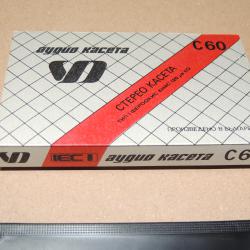 аудио касета
C60
СТЕРЕО КАСЕТА
ПРОИЗВЕДЕНО В БЪЛГАРИЯ
IEC I аудио касета C6